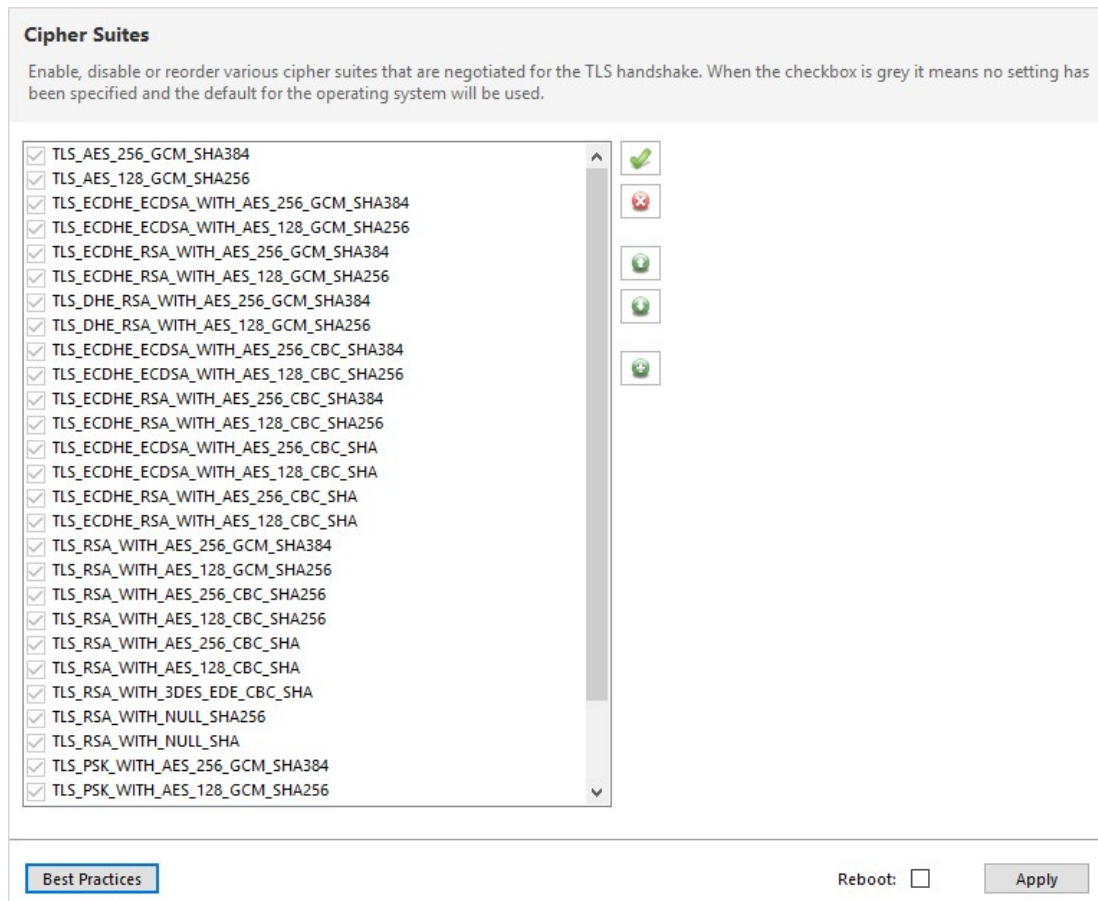 Cipher Suites
Enable, disable or reorder various cipher suites that are negotiated for the TLS handshake. When the checkbox is grey it means no setting has
been specified and the default for the operating system will be used.
TLS_AES_256_GCM_SHA384
TLS_AES_128_GCM_SHA256
TLS_ECDHE_ECDSA_WITH_AES_256_GCM_SHA384
TLS_ECDHE_ECDSA_WITH_AES_128_GCM_SHA256
TLS_ECDHE_RSA_WITH_AES_256_GCM_SHA384
TLS_ECDHE_RSA_WITH_AES_128_GCM_SHA256
TLS_DHE_RSA_WITH_AES_256_GCM_SHA384
TLS_DHE_RSA_WITH_AES_128_GCM_SHA256
TLS_ECDHE_ECDSA_WITH_AES_256_CBC_SHA384
TLS_ECDHE_ECDSA_WITH_AES_128_CBC_SHA256
TLS_ECDHE_RSA_WITH_AES_256_CBC_SHA384
TLS_ECDHE_RSA_WITH_AES_128_CBC_SHA256
TLS_ECDHE_ECDSA_WITH_AES_256_CBC_SHA
TLS_ECDHE_ECDSA_WITH_AES_128_CBC_SHA
TLS_ECDHE_RSA_WITH_AES_256_CBC_SHA
TLS_ECDHE_RSA_WITH_AES_128_CBC_SHA
TLS_RSA_WITH_AES_256_GCM_SHA384
TLS_RSA_WITH_AES_128_GCM_SHA256
TLS_RSA_WITH_AES_256_CBC_SHA256
TLS_RSA_WITH_AES_128_CBC_SHA256
TLS_RSA_WITH_AES_256_CBC_SHA
TLS_RSA_WITH_AES_128_CBC_SHA
TLS_RSA_WITH_3DES_EDE_CBC_SHA
TLS_RSA_WITH_NULL_SHA256
TLS_RSA_WITH_NULL_SHA
TLS_PSK_WITH_AES_256_GCM_SHA384
TLS_PSK_WITH_AES_128_GCM_SHA256
Best Practices Reboot: Apply